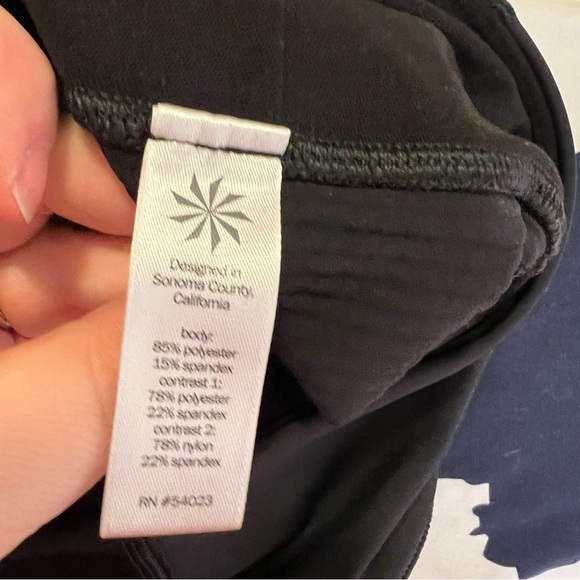 Designed in
Sonoma County,
California
body:
85% polyester
15% spandex
contrast 1:
78% polyester
22% spandex
contrast 2:
78% nylon
22% spandex
RN #54023